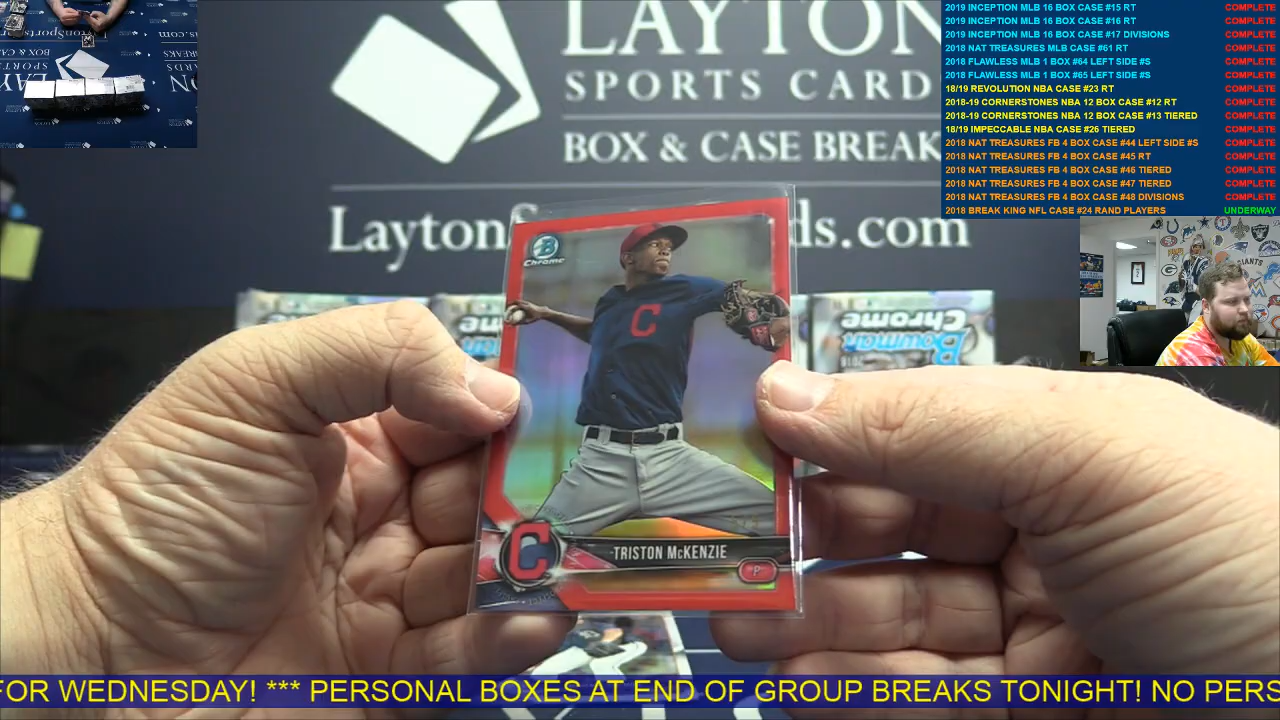 LAYTON
SPORTS CARD
BOX & CASE BREAK
LaytonS
ds.com
2019 INCEPTION MLB 16 BOX CASE #15 RT COMPLETE
2019 INCEPTION MLB 16 BOX CASE #16 RT COMPLETE
2019 INCEPTION MLB 16 BOX CASE #17 DIVISIONS COMPLETE
2018 NAT TREASURES MLB CASE #61 RT COMPLETE
2018 FLAWLESS MLB 1 BOX #64 LEFT SIDE #S COMPLETE
2018 FLAWLESS MLB 1 BOX #65 LEFT SIDE #S COMPLETE
18/19 REVOLUTION NBA CASE #23 RT COMPLETE
2018-19 CORNERSTONES NBA 12 BOX CASE #12 RT COMPLETE
2018-19 CORNERSTONES NBA 12 BOX CASE #13 TIERED COMPLETE
18/19 IMPECCABLE NBA CASE #26 TIERED COMPLETE
2018 NAT TREASURES FB 4 BOX CASE #44 LEFT SIDE #S COMPLETE
2018 NAT TREASURES FB 4 BOX CASE #45 RT COMPLETE
2018 NAT TREASURES FB 4 BOX CASE #46 TIERED COMPLETE
2018 NAT TREASURES FB 4 BOX CASE #47 TIERED COMPLETE
2018 NAT TREASURES FB 4 BOX CASE #48 DIVISIONS COMPLETE
2018 BREAK KING NFL CASE #24 RAND PLAYERS UNDERWAY
B
Chrome
C
Bowman
Chrome
C
TRISTON McKENZIE
P
FOR WEDNESDAY! *** PERSONAL BOXES AT END OF GROUP BREAKS TONIGHT! NO PERS